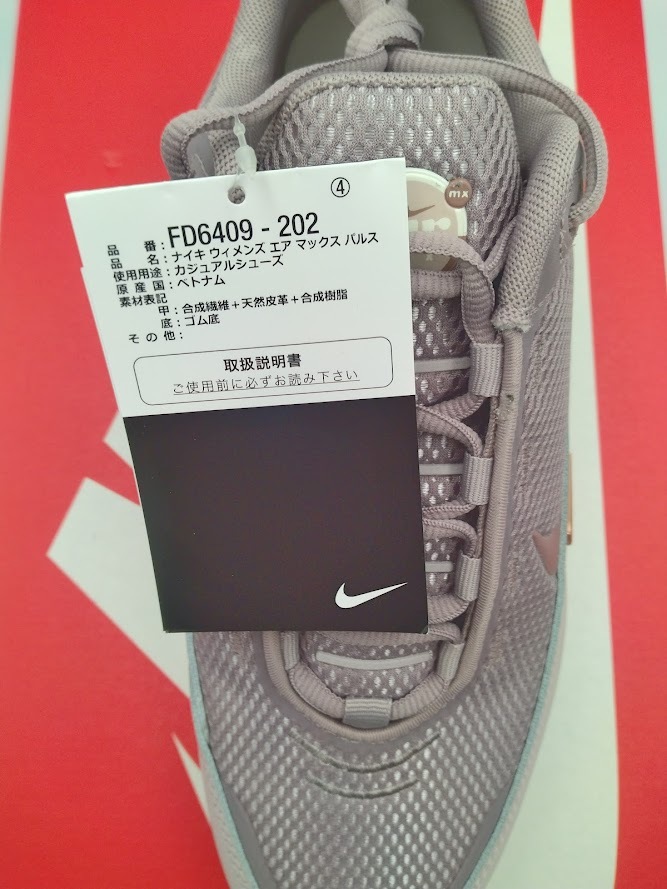 ④
品番：FD6409 - 202
品名：ナイキ ウィメンズ エア マックス パルス
使用用途：カジュアルシューズ
原産国：ベトナム
素材表記
甲：合成繊維＋天然皮革＋合成樹脂
底：ゴム底
その他：
取扱説明書
ご使用前に必ずお読み下さい
mx